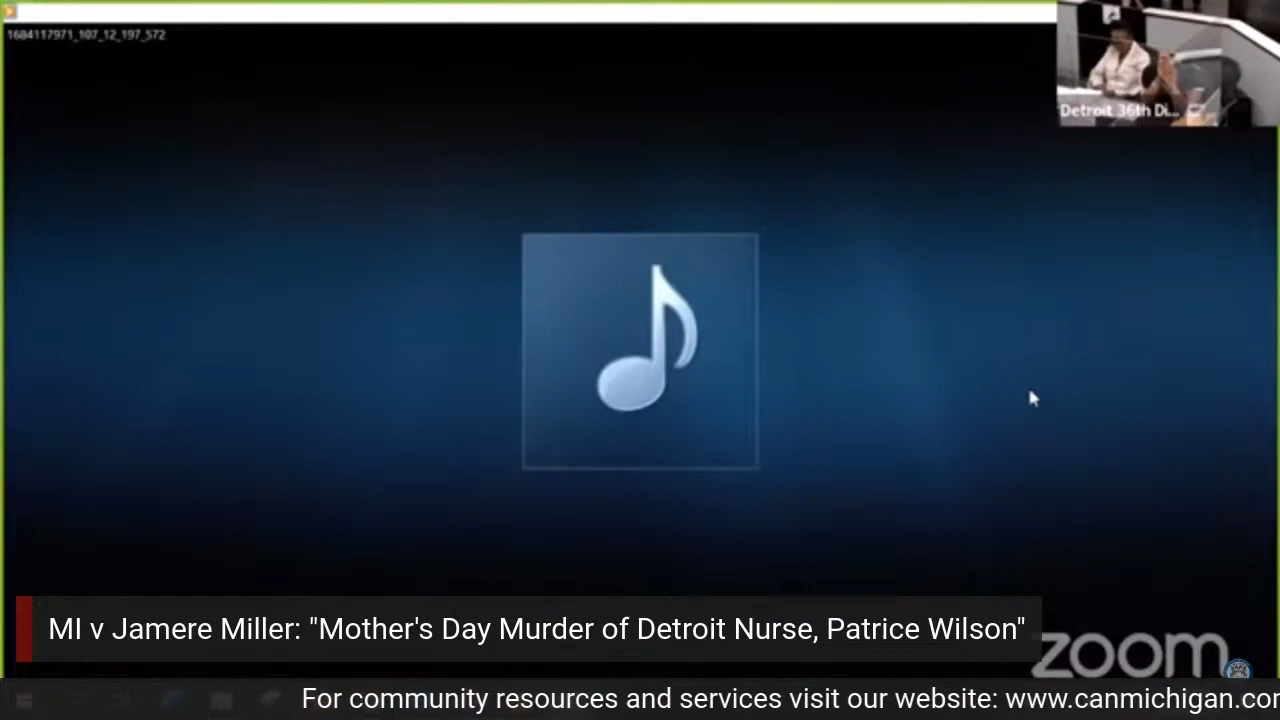 1684117971_107_12_197_572
Detroit 36th Di...
MI v Jamere Miller: "Mother's Day Murder of Detroit Nurse, Patrice Wilson"
zoom
For community resources and services visit our website: www.canmichigan.com